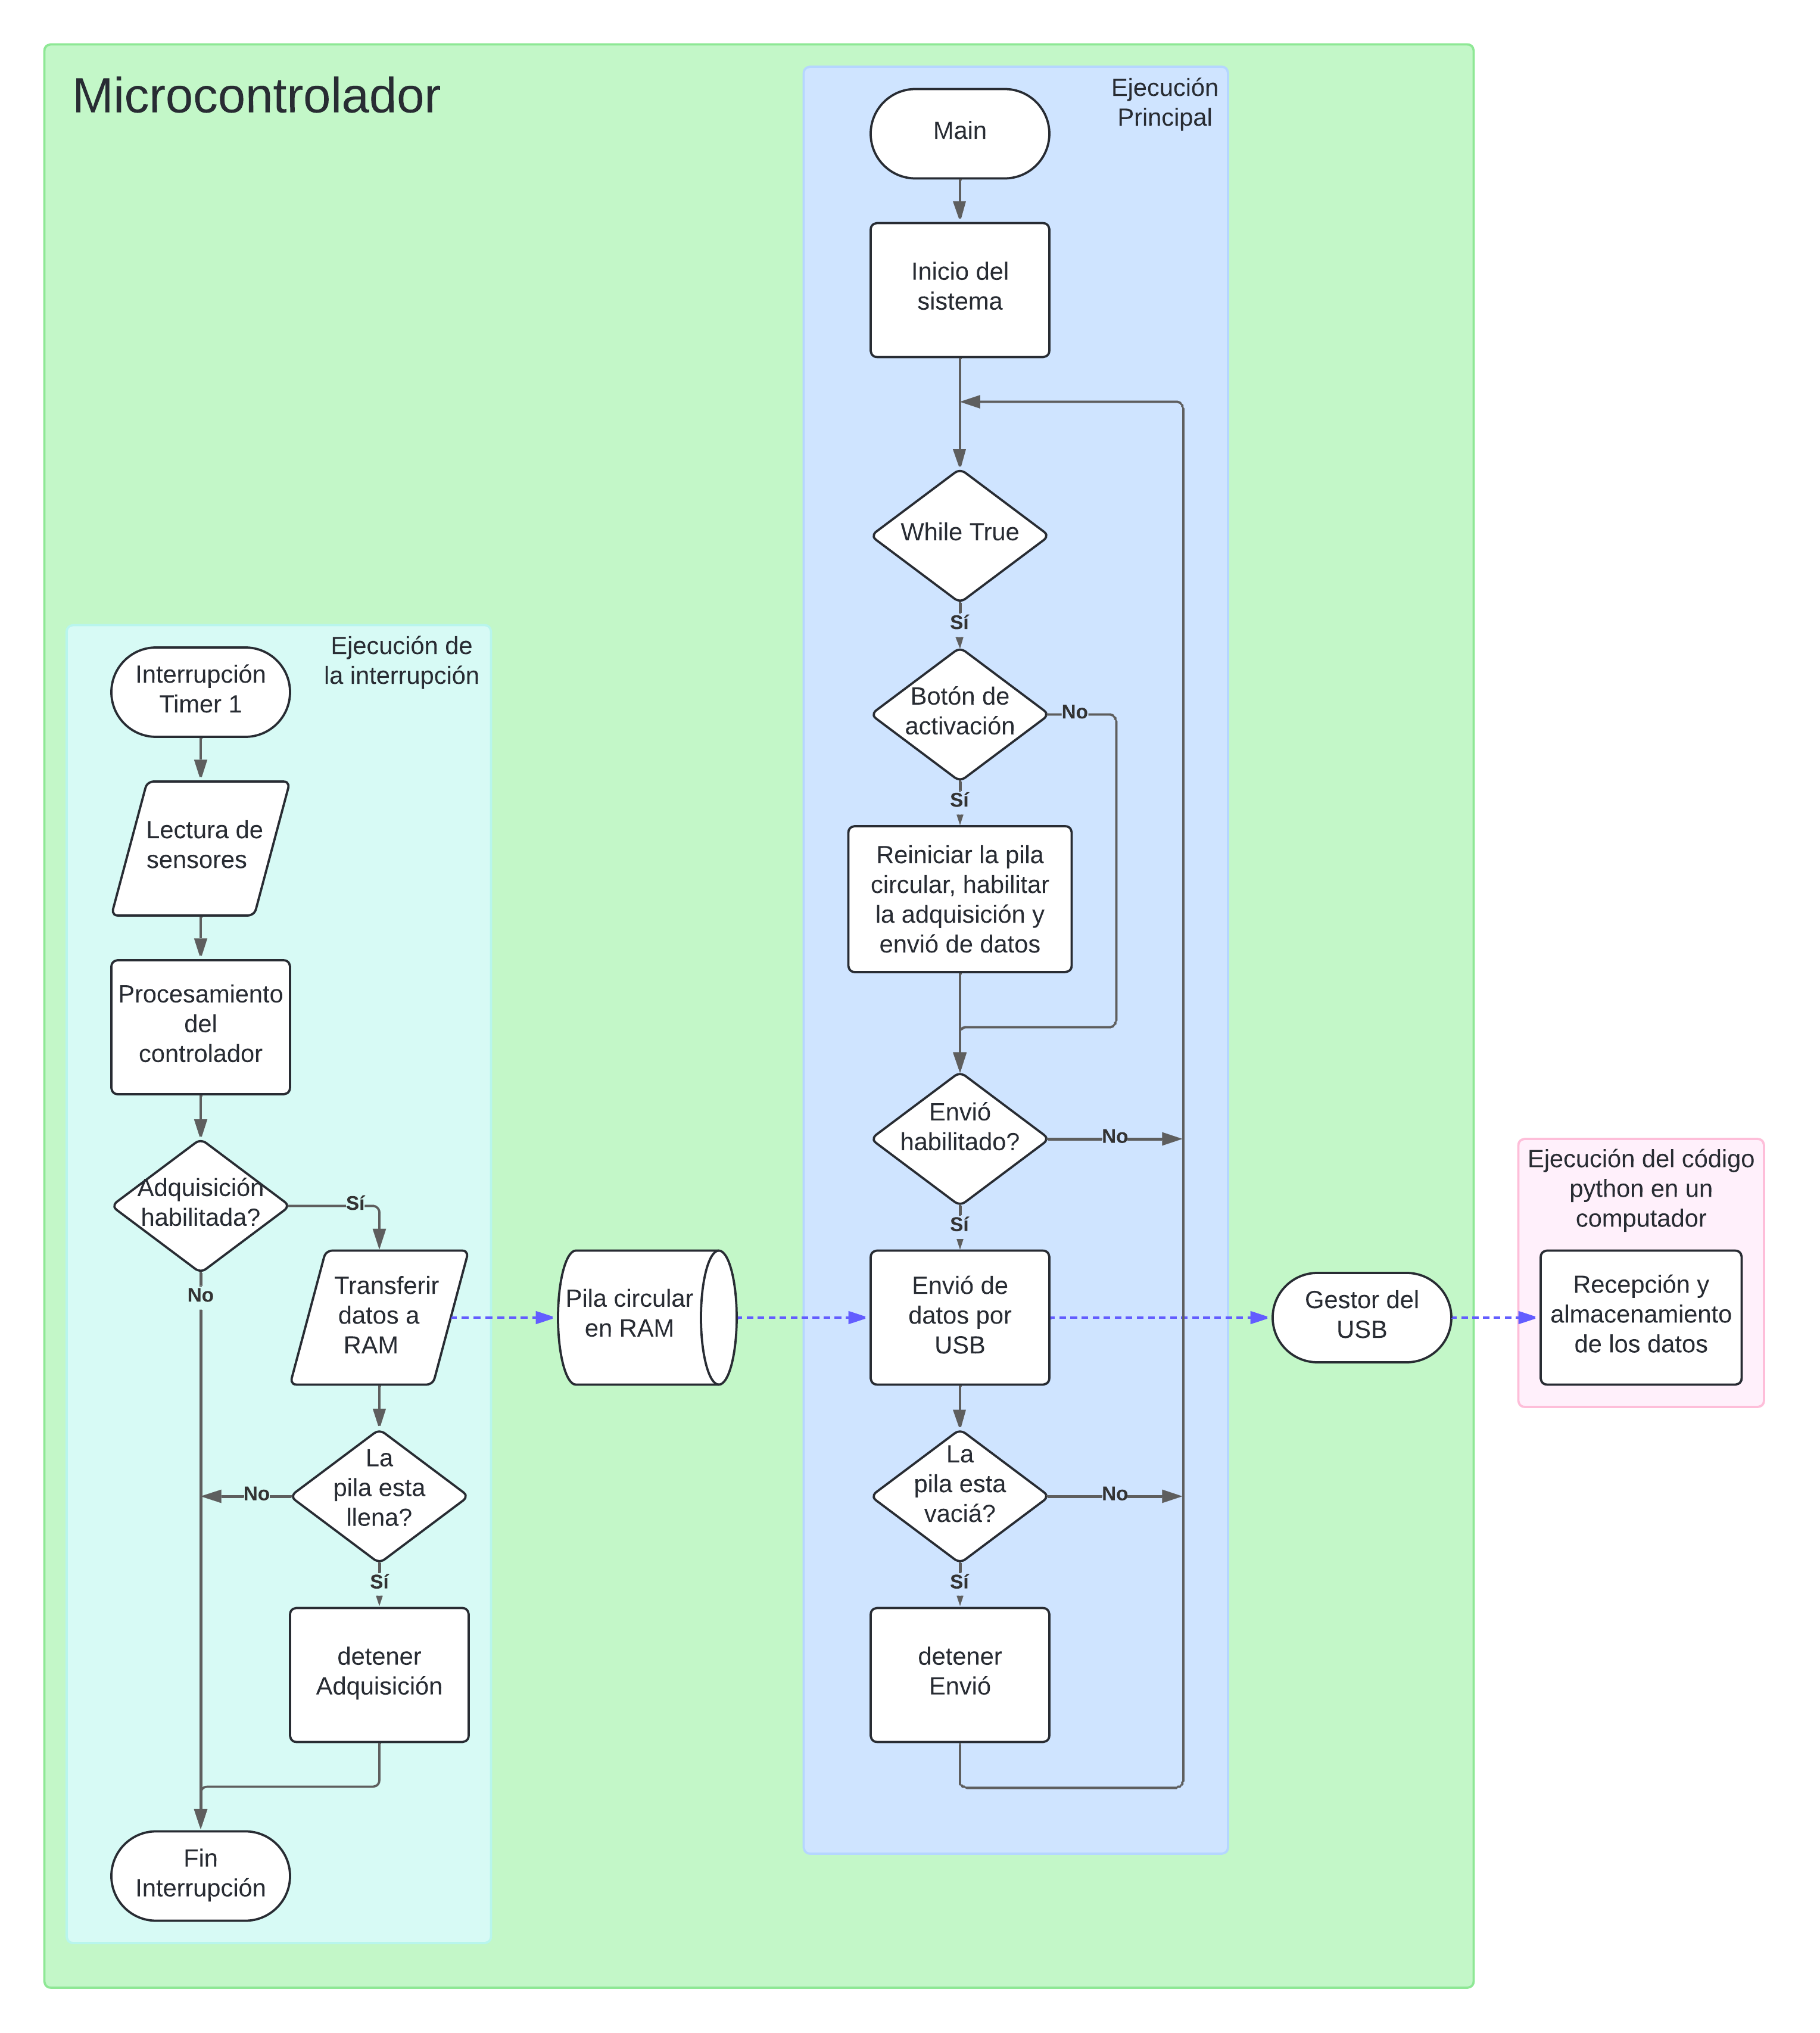 Microcontrolador
Ejecución
Principal
Main
Inicio del
sistema
While True
Sí
Botón de
activación
No
Sí
Reiniciar la pila
circular, habilitar
la adquisición y
envió de datos
Envió
habilitado?
No
Sí
Envió de
datos por
USB
La
pila esta
vaciá?
No
Sí
detener
Envió
Ejecución de
la interrupción
Interrupción
Timer 1
Lectura de
sensores
Procesamiento
del
controlador
Adquisición
habilitada?
Sí
No
Transferir
datos a
RAM
La
pila esta
llena?
No
Sí
detener
Adquisición
Fin
Interrupción
Pila circular
en RAM
Gestor del
USB
Ejecución del código
python en un
computador
Recepción y
almacenamiento
de los datos